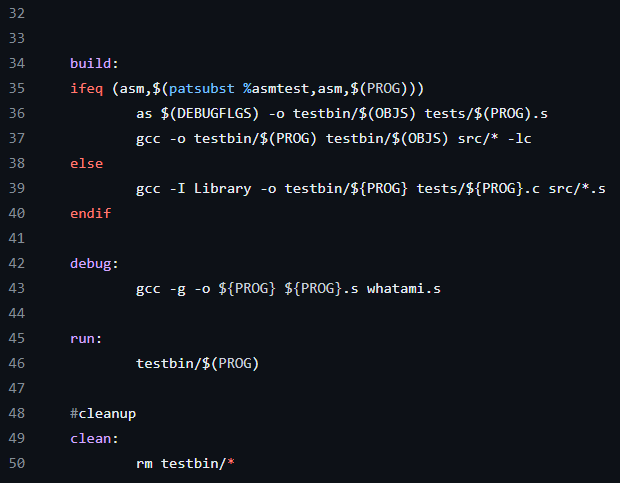 32
33
34 build:
35 ifeq (asm,$(patsubst %asmtest,asm,$(PROG)))
36 as $(DEBUGFLGS) -o testbin/$(OBJS) tests/$(PROG).s
37 gcc -o testbin/$(PROG) testbin/$(OBJS) src/* -lc
38 else
39 gcc -I Library -o testbin/${PROG} tests/${PROG}.c src/*.s
40 endif
41
42 debug:
43 gcc -g -o ${PROG} ${PROG}.s whatami.s
44
45 run:
46 testbin/$(PROG)
47
48 #cleanup
49 clean:
50 rm testbin/*